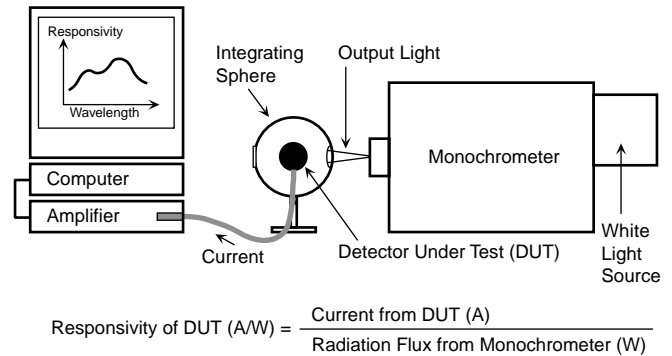 Responsivity
Wavelength
Computer
Amplifier
Current
Integrating
Sphere
Output Light
Monochrometer
Detector Under Test (DUT)
White
Light
Source
Responsivity of DUT (A/W) =
Current from DUT (A)
Radiation Flux from Monochrometer (W)